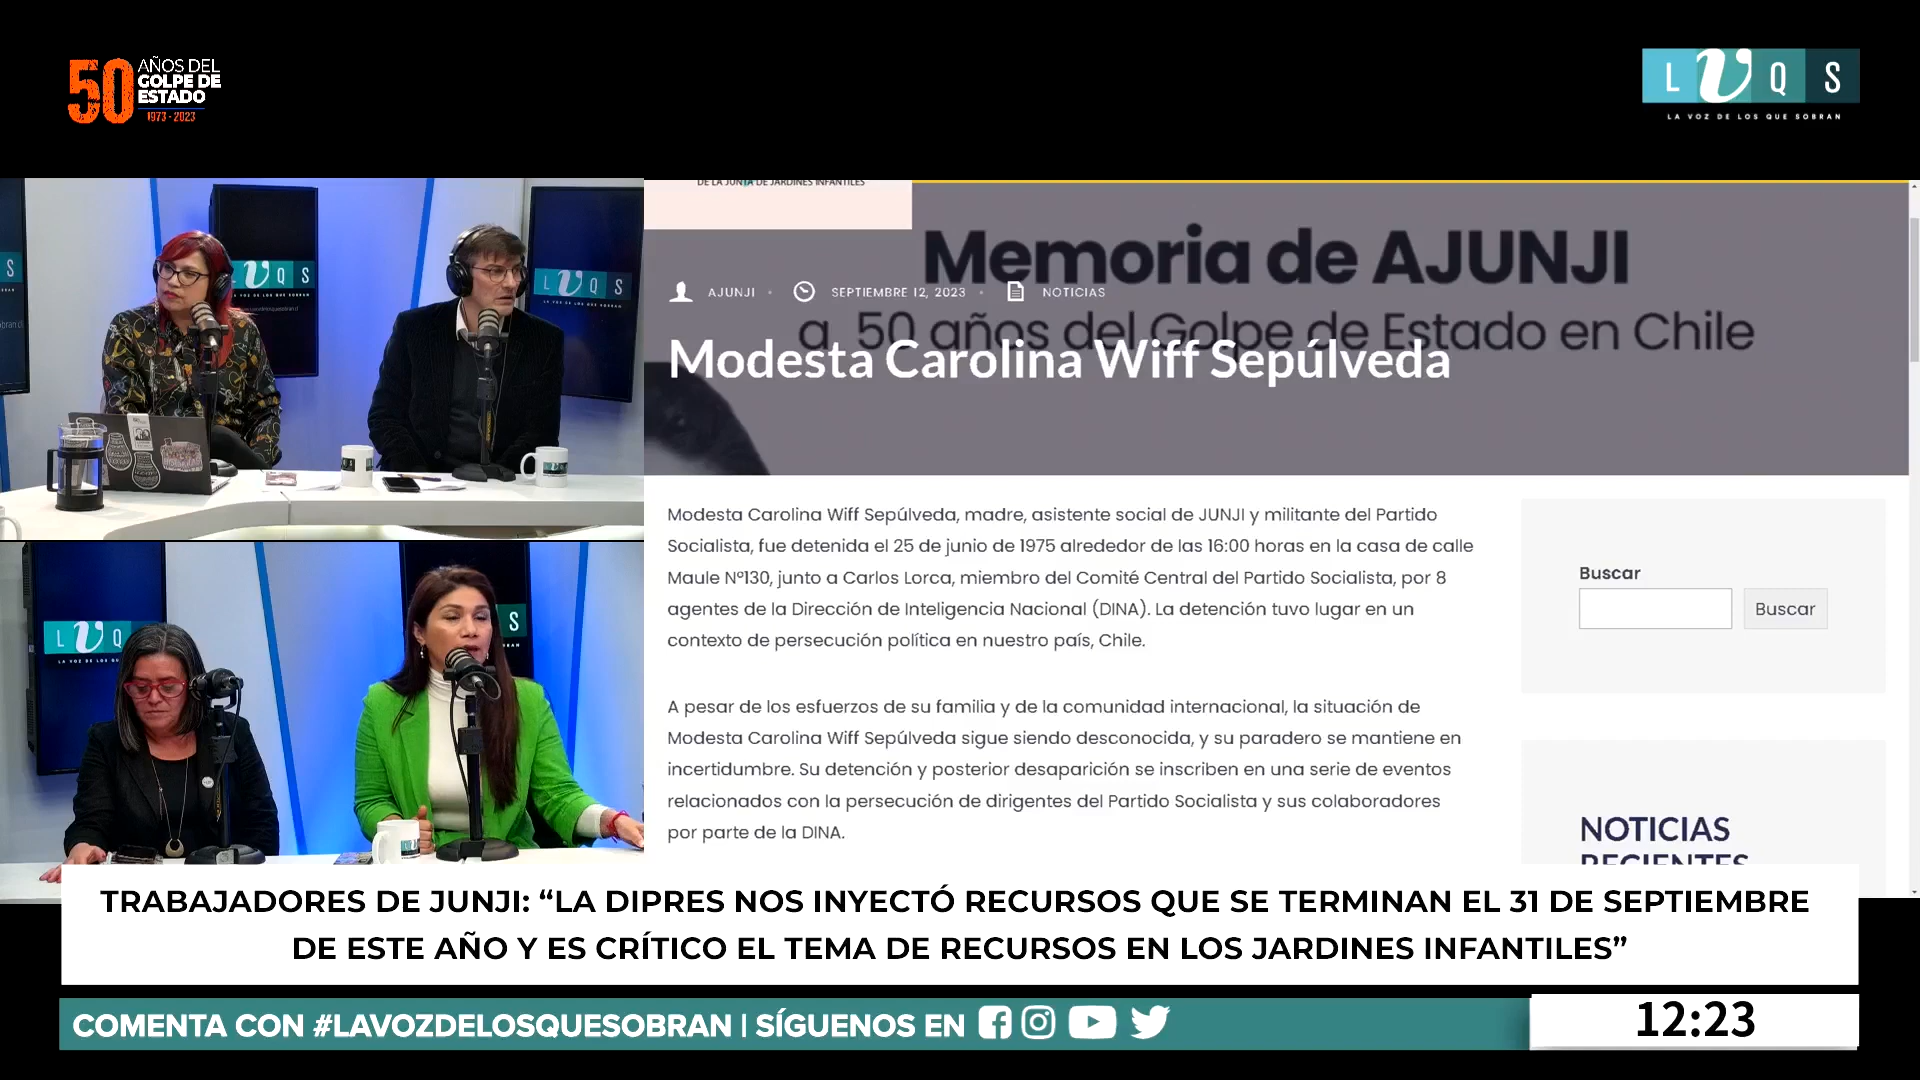 50 AÑOS DEL
GOLPE DE
ESTADO
1973 - 2023
L V Q S
LA VOZ DE LOS QUE SOBRAN
DE LA JUNTA DE JARDINES INFANTILES
Memoria de AJUNJI
AJUNJI • SEPTIEMBRE 12, 2023 • NOTICIAS
a 50 años del Golpe de Estado en Chile
Modesta Carolina Wiff Sepúlveda
Modesta Carolina Wiff Sepúlveda, madre, asistente social de JUNJI y militante del Partido
Socialista, fue detenida el 25 de junio de 1975 alrededor de las 16:00 horas en la casa de calle
Maule Nº130, junto a Carlos Lorca, miembro del Comité Central del Partido Socialista, por 8
agentes de la Dirección de Inteligencia Nacional (DINA). La detención tuvo lugar en un
contexto de persecución política en nuestro país, Chile.
A pesar de los esfuerzos de su familia y de la comunidad internacional, la situación de
Modesta Carolina Wiff Sepúlveda sigue siendo desconocida, y su paradero se mantiene en
incertidumbre. Su detención y posterior desaparición se inscriben en una serie de eventos
relacionados con la persecución de dirigentes del Partido Socialista y sus colaboradores
por parte de la DINA.
Buscar
Buscar
NOTICIAS
RECIENTES
V Q S
L V Q S
L V Q
S
TRABAJADORES DE JUNJI: “LA DIPRES NOS INYECTÓ RECURSOS QUE SE TERMINAN EL 31 DE SEPTIEMBRE
DE ESTE AÑO Y ES CRÍTICO EL TEMA DE RECURSOS EN LOS JARDINES INFANTILES”
COMENTA CON #LAVOZDELOSQUESOBRAN | SÍGUENOS EN
12:23